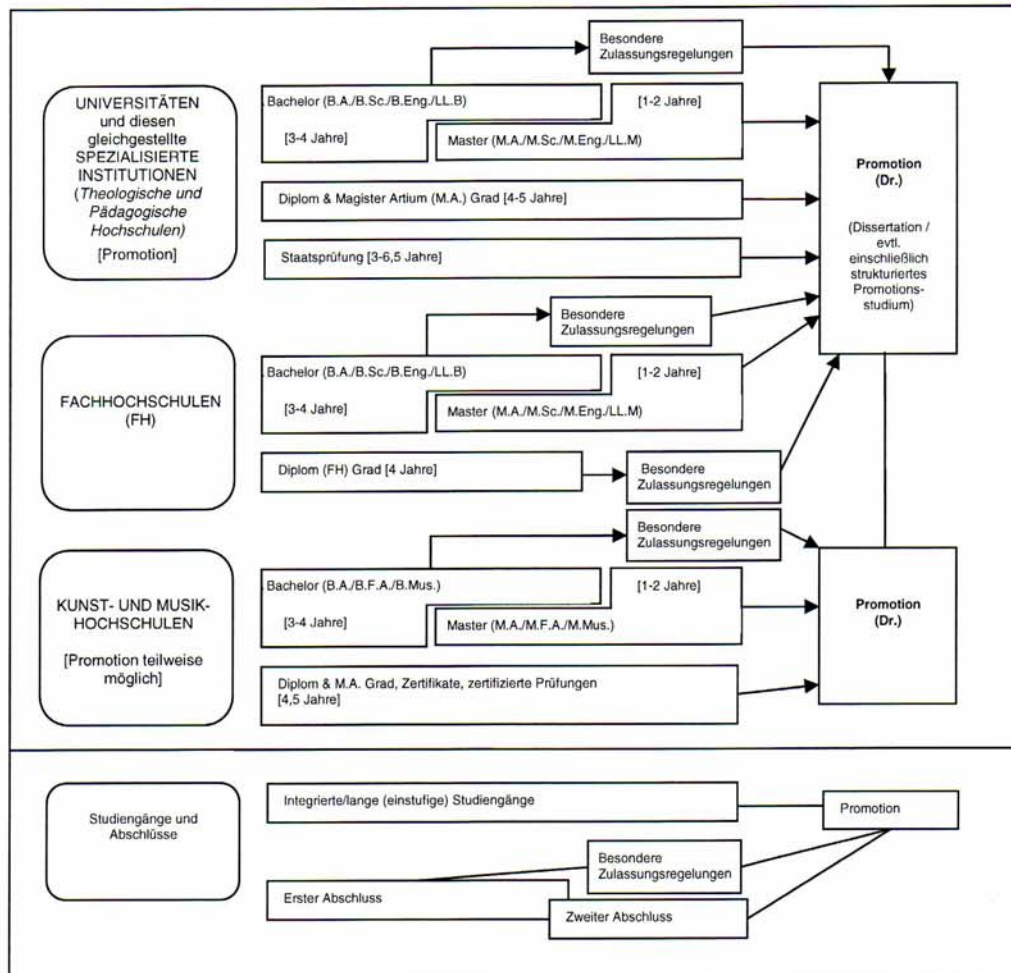 Besondere
Zulassungsregelungen
UNIVERSITÄTEN
und diesen
gleichgestellte
SPEZIALISIERTE
INSTITUTIONEN
(Theologische und
Pädagogische
Hochschulen)
[Promotion]
Bachelor (B.A./B.Sc./B.Eng./LL.B)
[3-4 Jahre]
[1-2 Jahre]
Master (M.A./M.Sc./M.Eng./LL.M)
Diplom & Magister Artium (M.A.) Grad [4-5 Jahre]
Staatsprüfung [3-6,5 Jahre]
Promotion
(Dr.)
(Dissertation /
evtl.
einschließlich
strukturiertes
Promotions-
studium)
FACHHOCHSCHULEN
(FH)
Besondere
Zulassungsregelungen
Bachelor (B.A./B.Sc./B.Eng./LL.B)
[3-4 Jahre]
[1-2 Jahre]
Master (M.A./M.Sc./M.Eng./LL.M)
Diplom (FH) Grad [4 Jahre]
Besondere
Zulassungsregelungen
KUNST- UND MUSIK-
HOCHSCHULEN
[Promotion teilweise
möglich]
Besondere
Zulassungsregelungen
Bachelor (B.A./B.F.A./B.Mus.)
[3-4 Jahre]
[1-2 Jahre]
Master (M.A./M.F.A./M.Mus.)
Diplom & M.A. Grad, Zertifikate, zertifizierte Prüfungen
[4,5 Jahre]
Promotion
(Dr.)
Studiengänge und
Abschlüsse
Integrierte/lange (einstufige) Studiengänge
Promotion
Besondere
Zulassungsregelungen
Erster Abschluss
Zweiter Abschluss